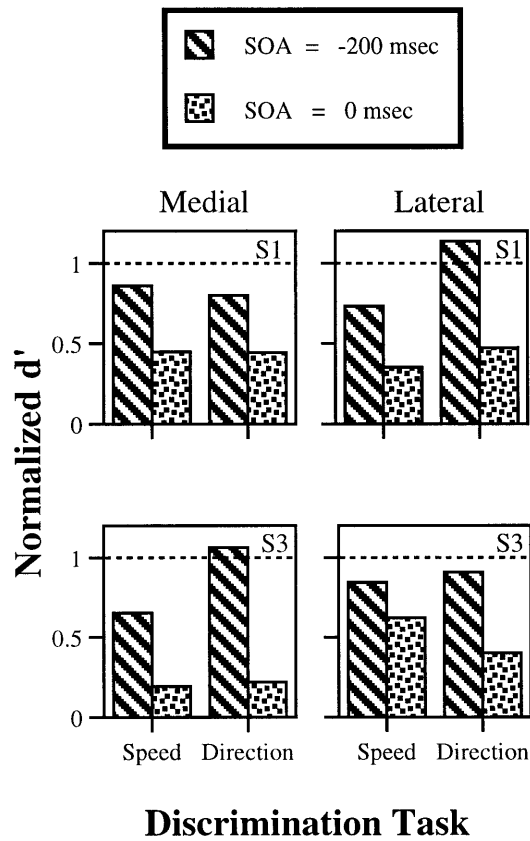 SOA = -200 msec
SOA = 0 msec
Medial
Lateral
S1
S1
1
0.5
0
Normalized d'
S3
S3
1
0.5
0
Speed Direction
Speed Direction
Discrimination Task